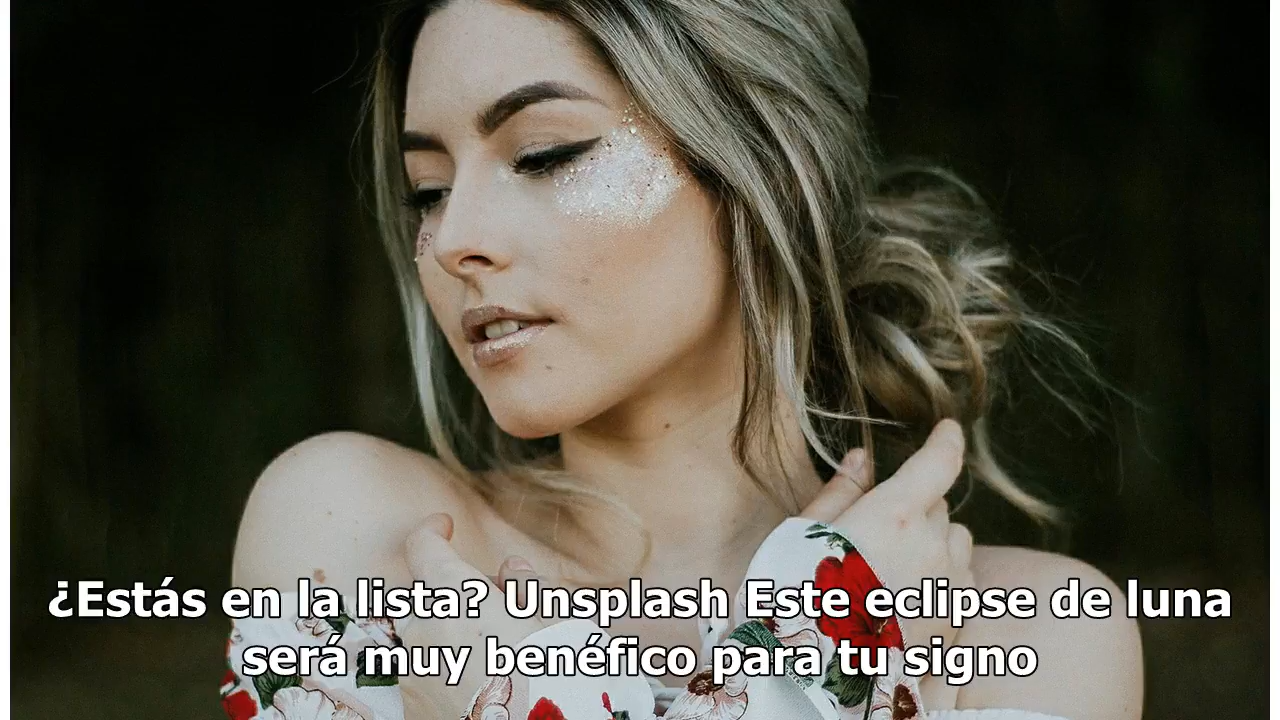 ¿Estás en la lista? Unsplash Este eclipse de luna
será muy benéfico para tu signo